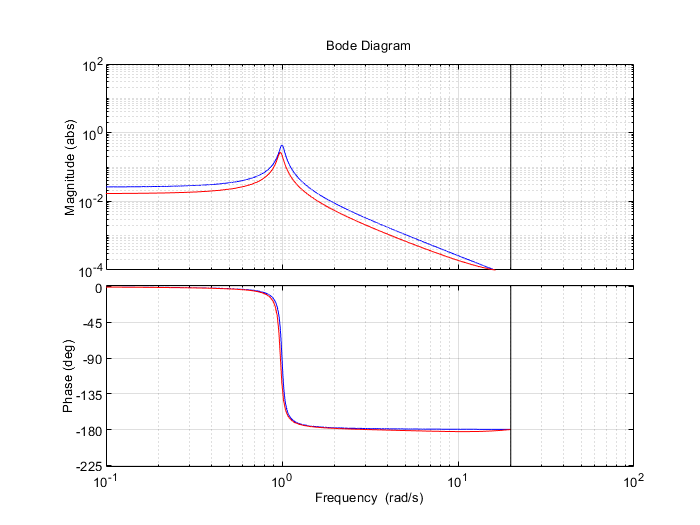 Bode Diagram
Magnitude (abs)
10^2
10^0
10^-2
10^-4
Phase (deg)
0
-45
-90
-135
-180
-225
10^-1 10^0 10^1 10^2
Frequency (rad/s)